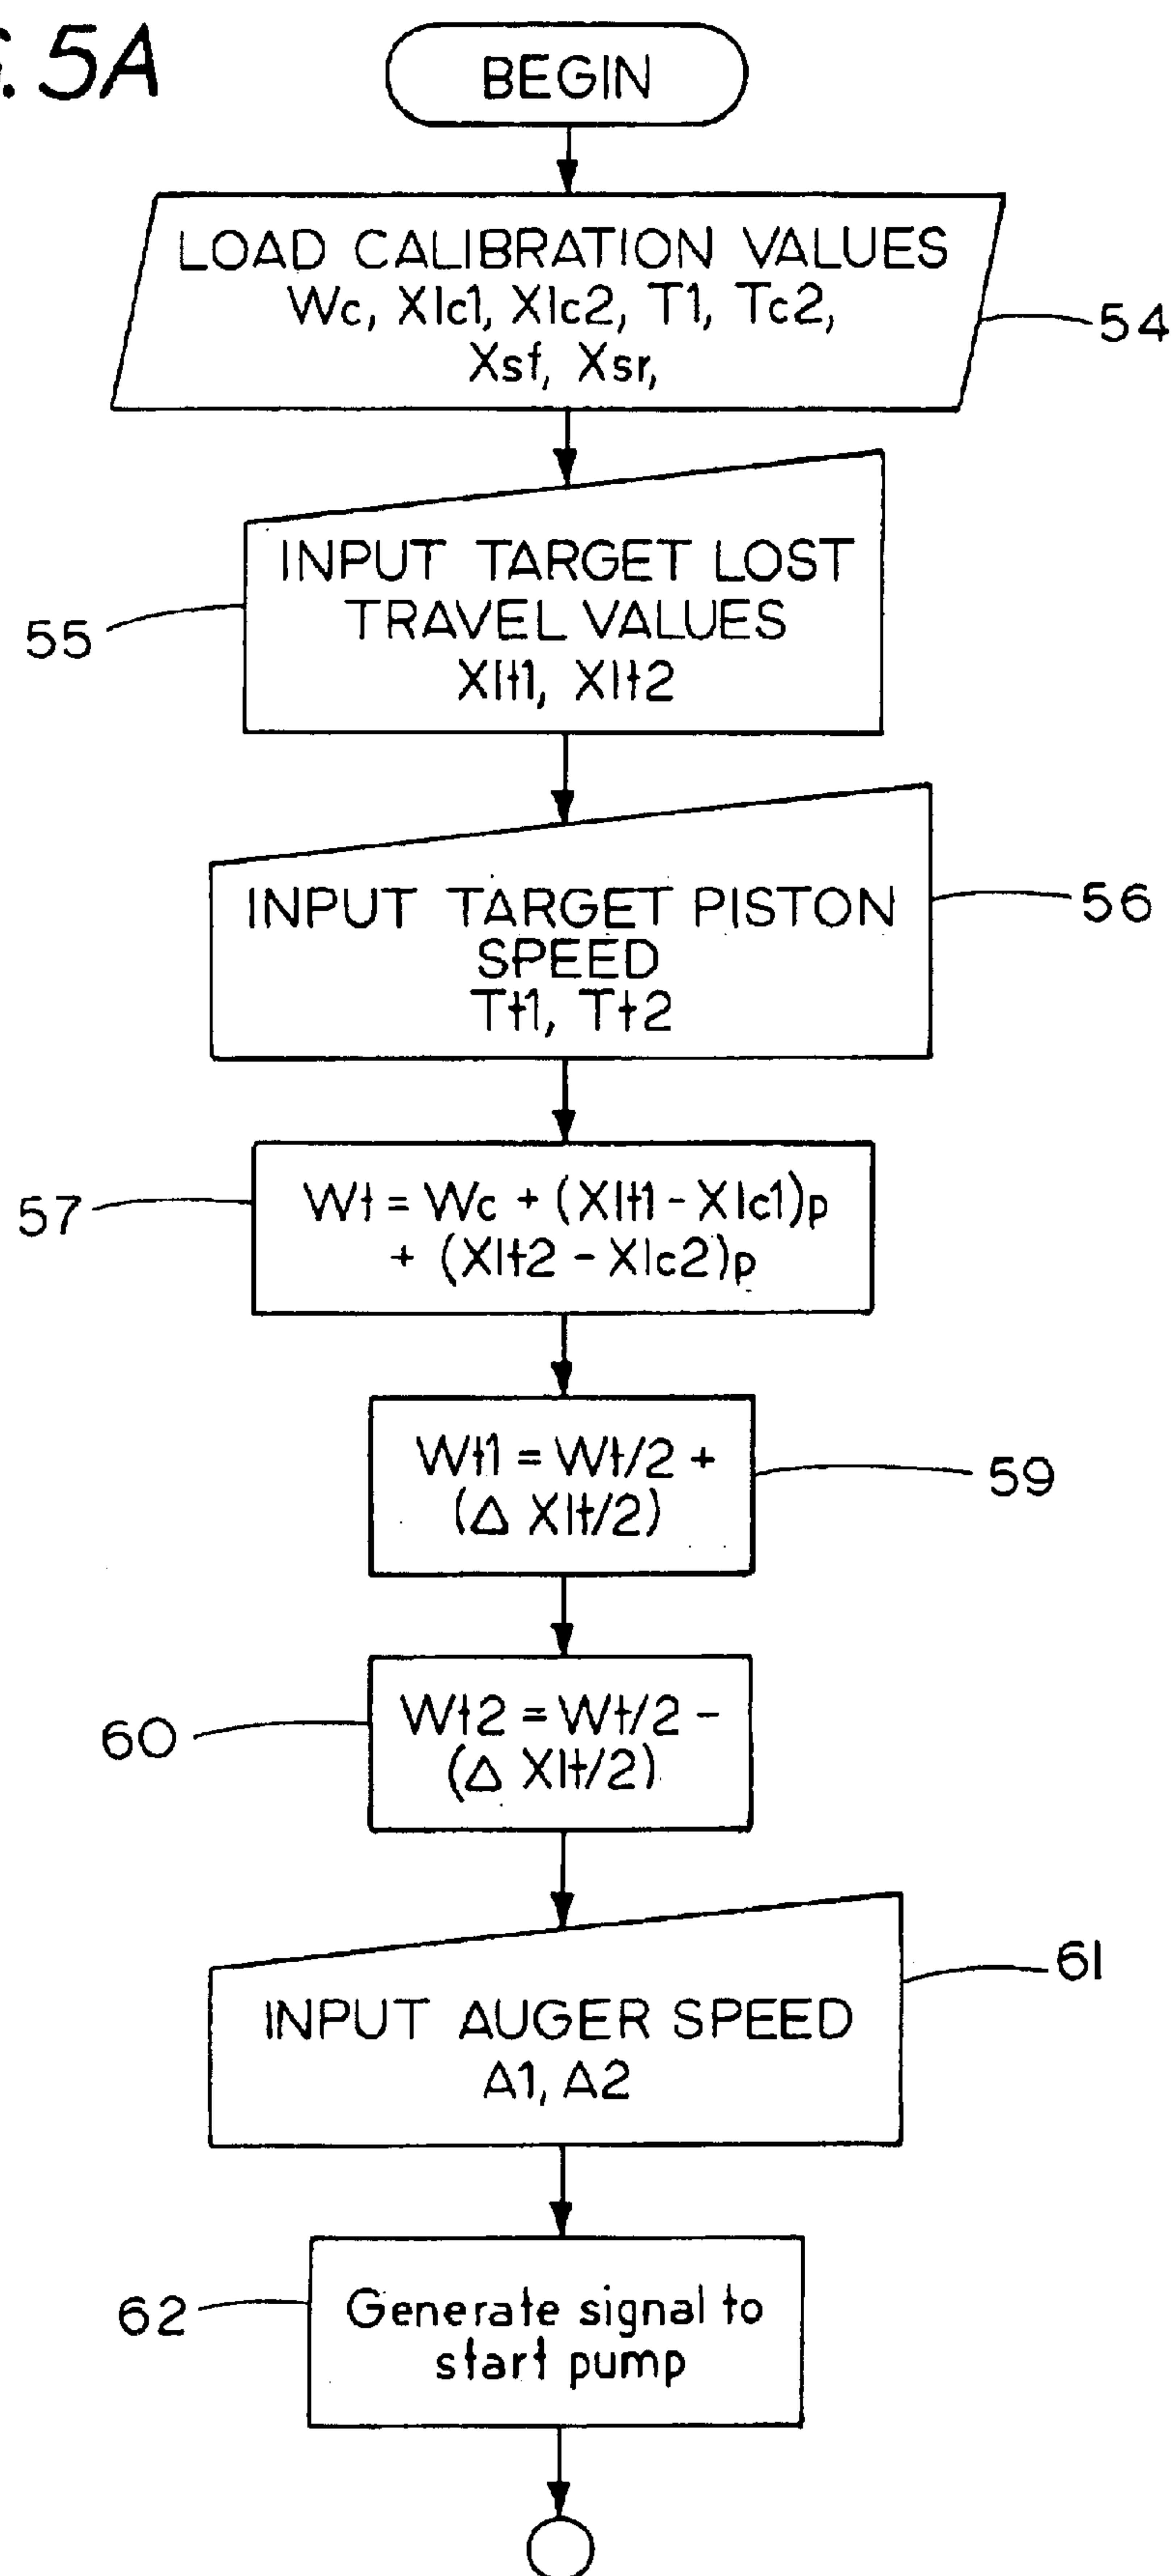 . 5A
BEGIN
LOAD CALIBRATION VALUES
Wc, Xlc1, Xlc2, T1, Tc2,
Xsf, Xsr,
54
INPUT TARGET LOST
TRAVEL VALUES
Xlt1, Xlt2
55
INPUT TARGET PISTON
SPEED
Tt1, Tt2
56
Wt = Wc + (Xlt1 - Xlc1)p
+ (Xlt2 - Xlc2)p
57
Wt1 = Wt/2 +
(Δ Xlt/2)
59
Wt2 = Wt/2 -
(Δ Xlt/2)
60
INPUT AUGER SPEED
A1, A2
61
Generate signal to
start pump
62